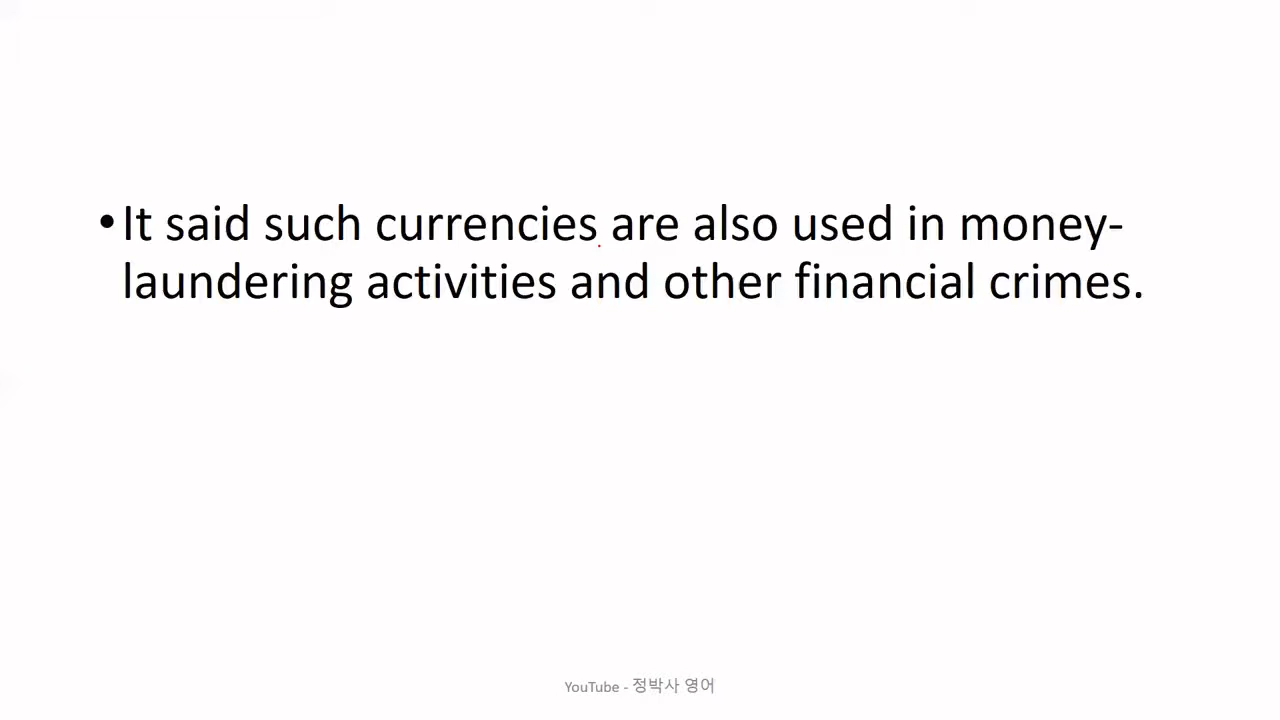 •It said such currencies are also used in money-
laundering activities and other financial crimes.
YouTube - 정박사 영어